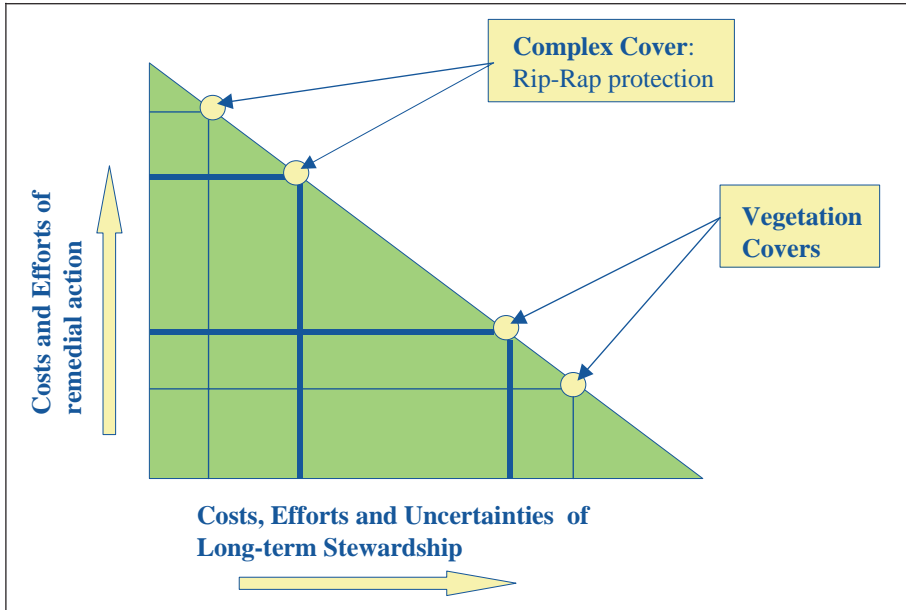 Complex Cover:
Rip-Rap protection
Vegetation
Covers
Costs and Efforts of
remedial action
Costs, Efforts and Uncertainties of
Long-term Stewardship